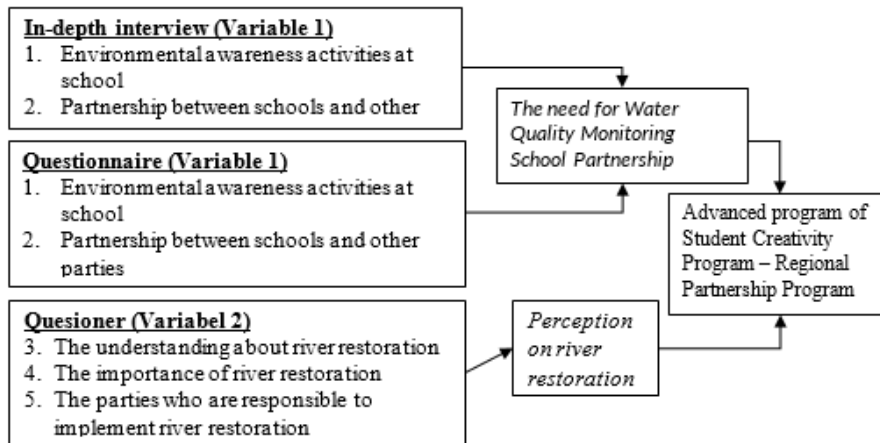 In-depth interview (Variable 1)
1. Environmental awareness activities at
school
2. Partnership between schools and other
Questionnaire (Variable 1)
1. Environmental awareness activities at
school
2. Partnership between schools and other
parties
Quesioner (Variabel 2)
3. The understanding about river restoration
4. The importance of river restoration
5. The parties who are responsible to
implement river restoration
The need for Water
Quality Monitoring
School Partnership
Perception
on river
restoration
Advanced program of
Student Creativity
Program – Regional
Partnership Program